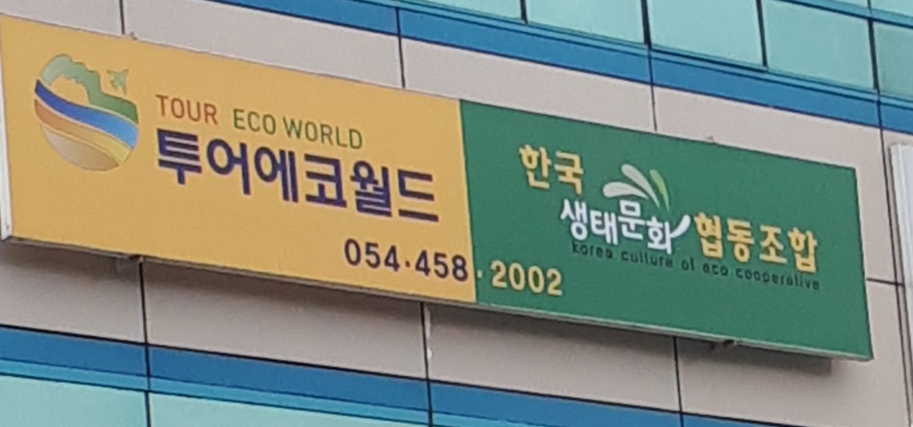 TOUR ECO WORLD
투어에코월드
054·458·2002
한국
생태문화 협동조합
korea culture of eco cooperative